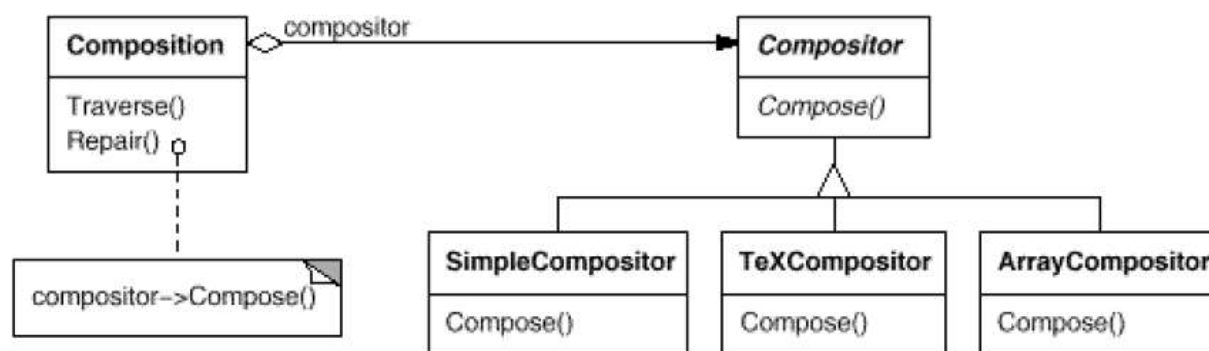 Composition
compositor
Compositor
Traverse()
Repair()
Compose()
compositor->Compose()
SimpleCompositor
TeXCompositor
ArrayCompositor
Compose()
Compose()
Compose()